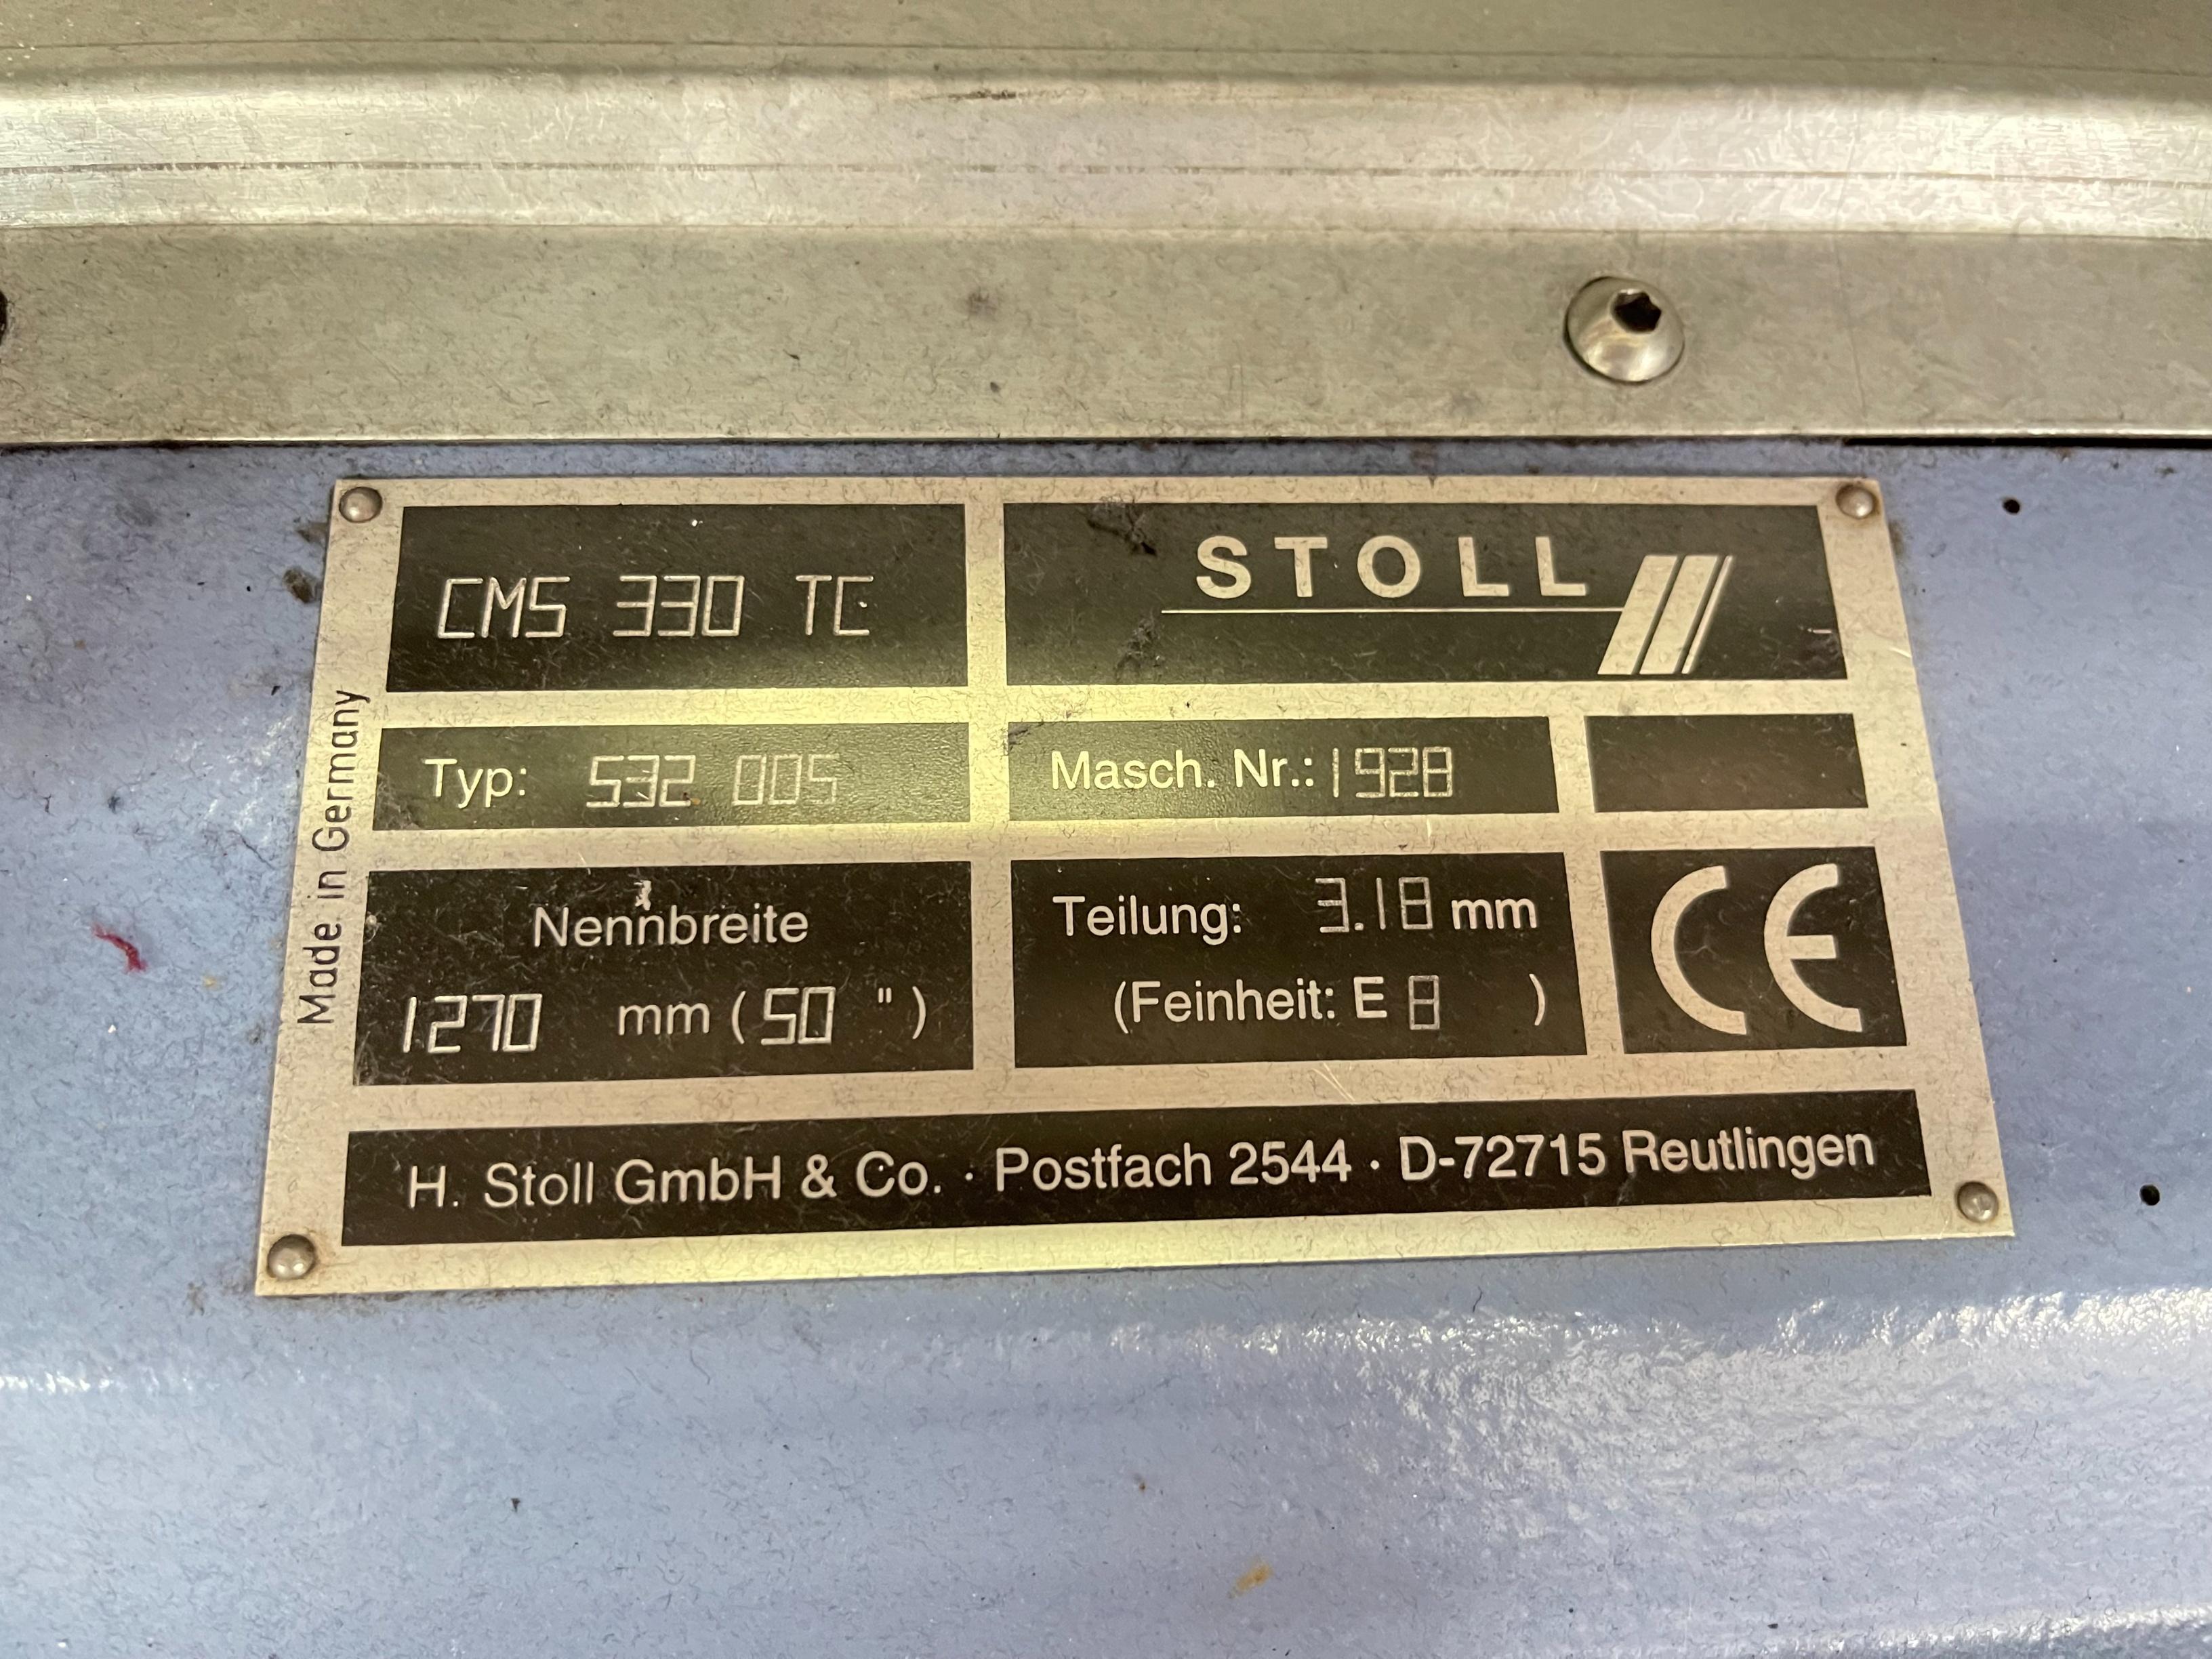 CMS 330 TC
STOLL
Made in Germany
Typ: 532 005
Masch. Nr.: 1928
Nennbreite
1270 mm (50 ")
Teilung: 3.18 mm
(Feinheit: E 8 )
CE
H. Stoll GmbH & Co. · Postfach 2544 · D-72715 Reutlingen